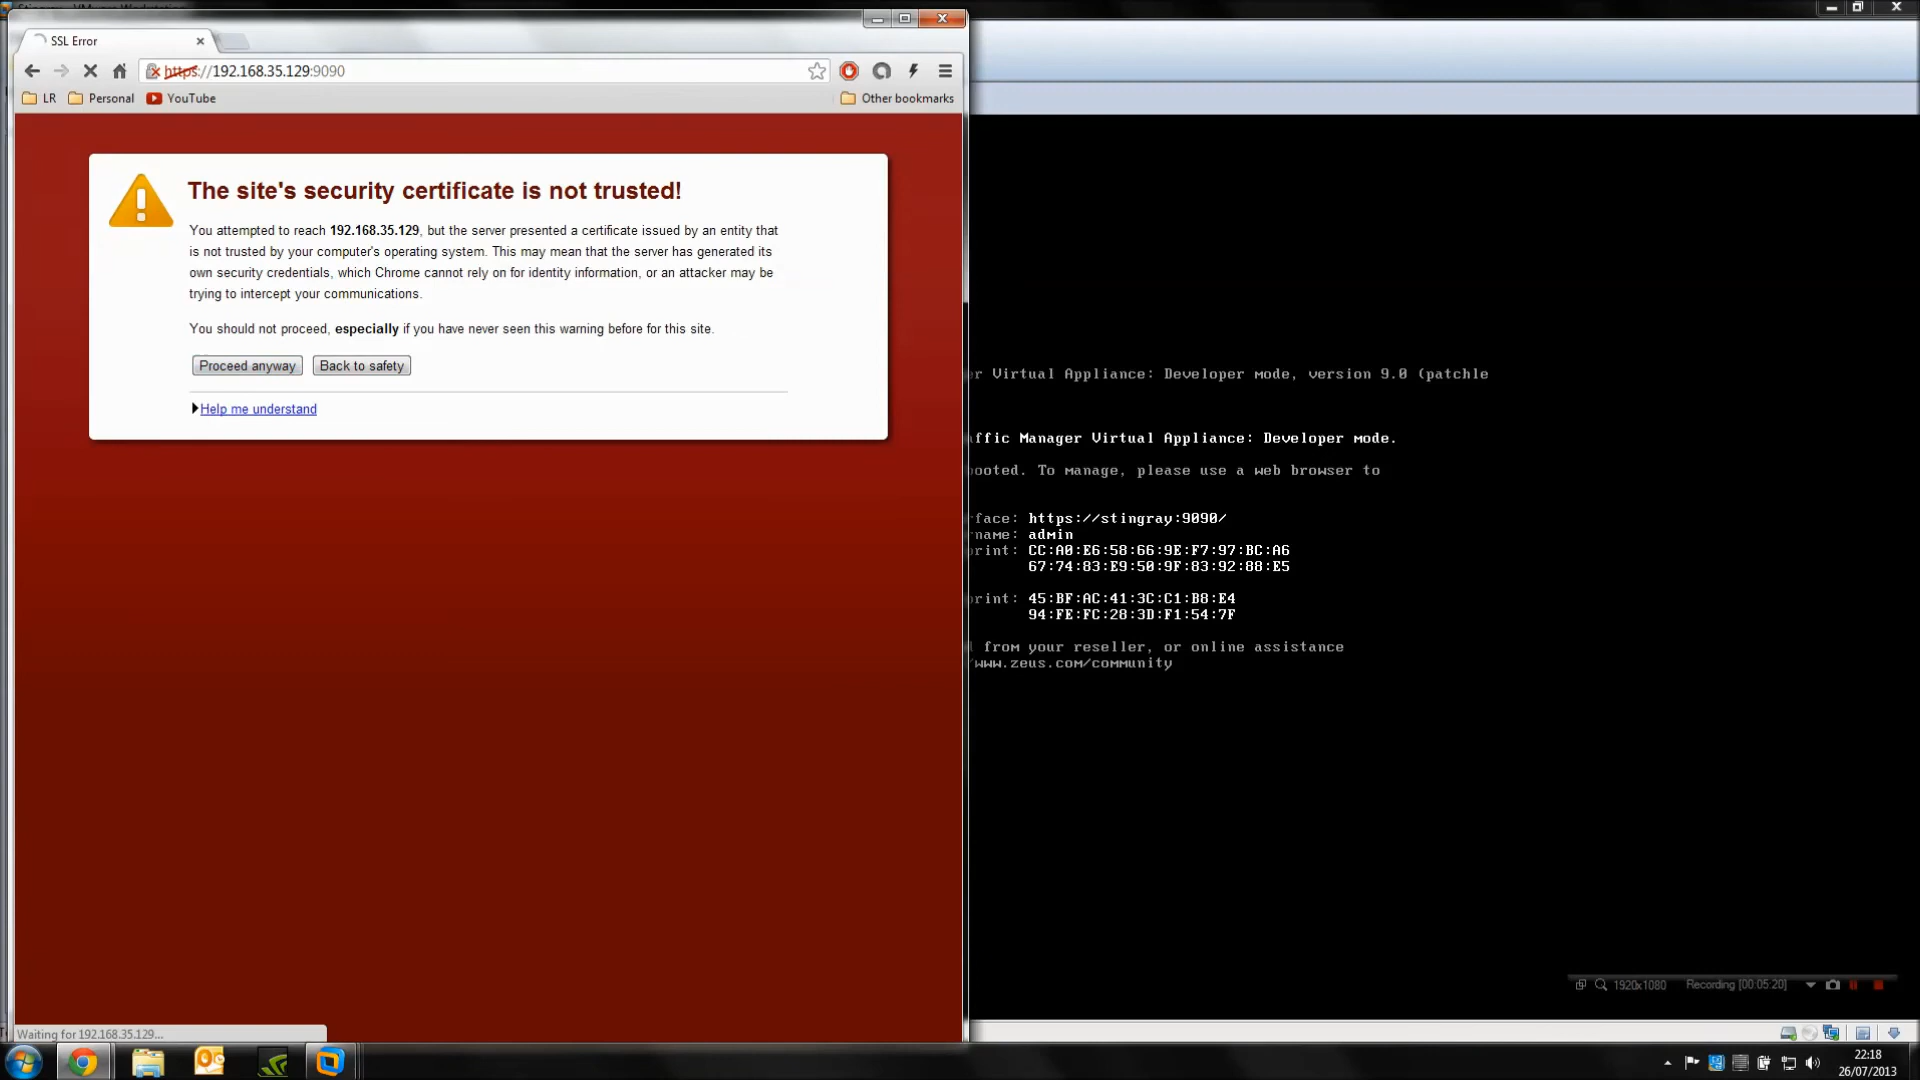 SSL Error
https://192.168.35.129:9090
LR
Personal
YouTube
Other bookmarks
The site's security certificate is not trusted!
You attempted to reach 192.168.35.129, but the server presented a certificate issued by an entity that
is not trusted by your computer's operating system. This may mean that the server has generated its
own security credentials, which Chrome cannot rely on for identity information, or an attacker may be
trying to intercept your communications.
You should not proceed, especially if you have never seen this warning before for this site.
Proceed anyway
Back to safety
Help me understand
er Virtual Appliance: Developer mode, version 9.0 (patchle
affic Manager Virtual Appliance: Developer mode.
ooted. To manage, please use a web browser to
rface: https://stingray:9090/
rname: admin
print: CC:A0:E6:58:66:9E:F7:97:BC:A6
67:74:83:E9:50:9F:83:92:88:E5
print: 45:BF:AC:41:3C:C1:B8:E4
94:FE:FC:28:3D:F1:54:7F
from your reseller, or online assistance
/www.zeus.com/community
1920x1080
Recording [00:05:20]
Waiting for 192.168.35.129...
22:18
26/07/2013